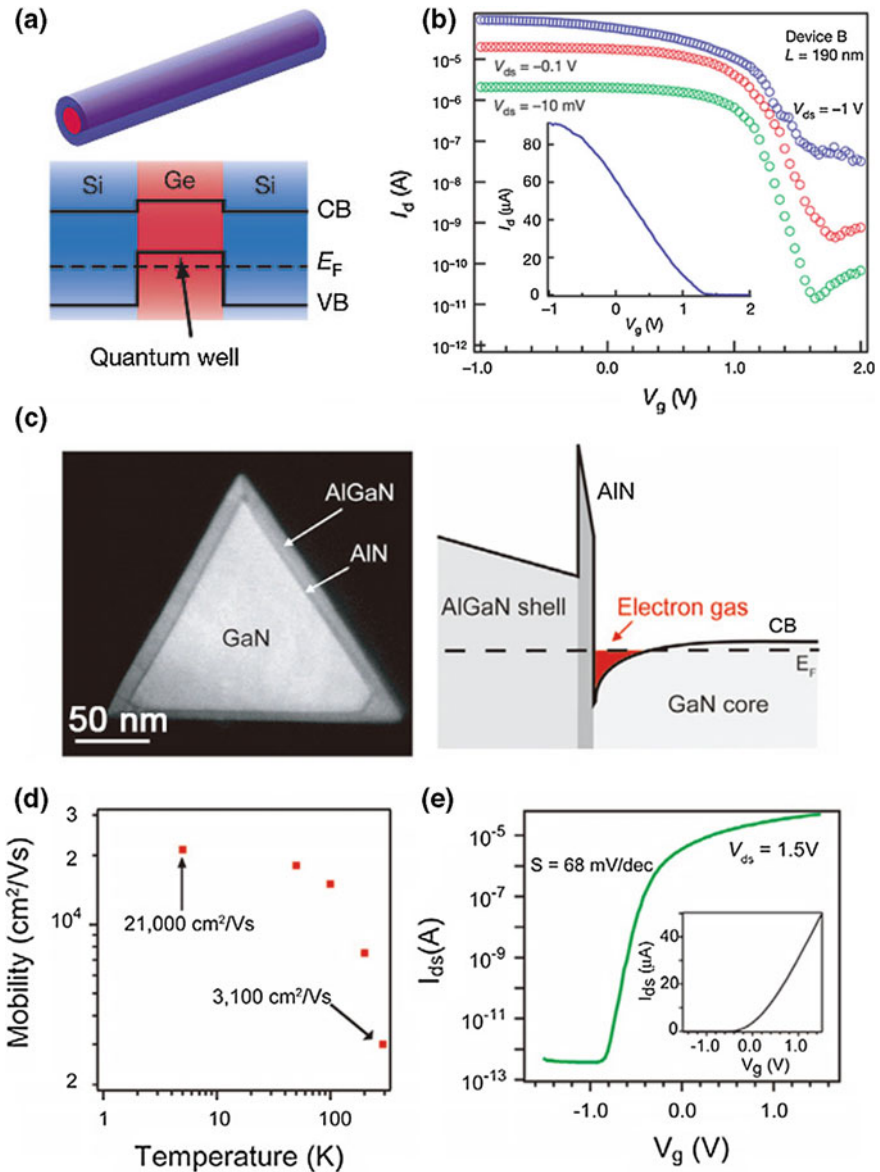 (a)
Si Ge Si
CB
E_F
VB
Quantum well
(b)
Device B
L = 190 nm
V_ds = −0.1 V
V_ds = −10 mV
V_ds = −1 V
I_d (A)
10^-5
10^-6
10^-7
10^-8
10^-9
10^-10
10^-11
10^-12
−1.0 0.0 1.0 2.0
V_g (V)
I_d (μA)
80
60
40
20
0
−1 0 1 2
V_g (V)
(c)
AlGaN
AlN
GaN
50 nm
AlN
AlGaN shell
Electron gas
CB
E_F
GaN core
(d)
Mobility (cm²/Vs)
3
2
10^4
2
21,000 cm²/Vs
3,100 cm²/Vs
1 10 100
Temperature (K)
(e)
I_ds(A)
10^-5
10^-7
10^-9
10^-11
10^-13
S = 68 mV/dec
V_ds = 1.5V
-1.0 0.0 1.0
V_g (V)
I_ds (μA)
40
20
0
-1.0 0.0 1.0
V_g (V)